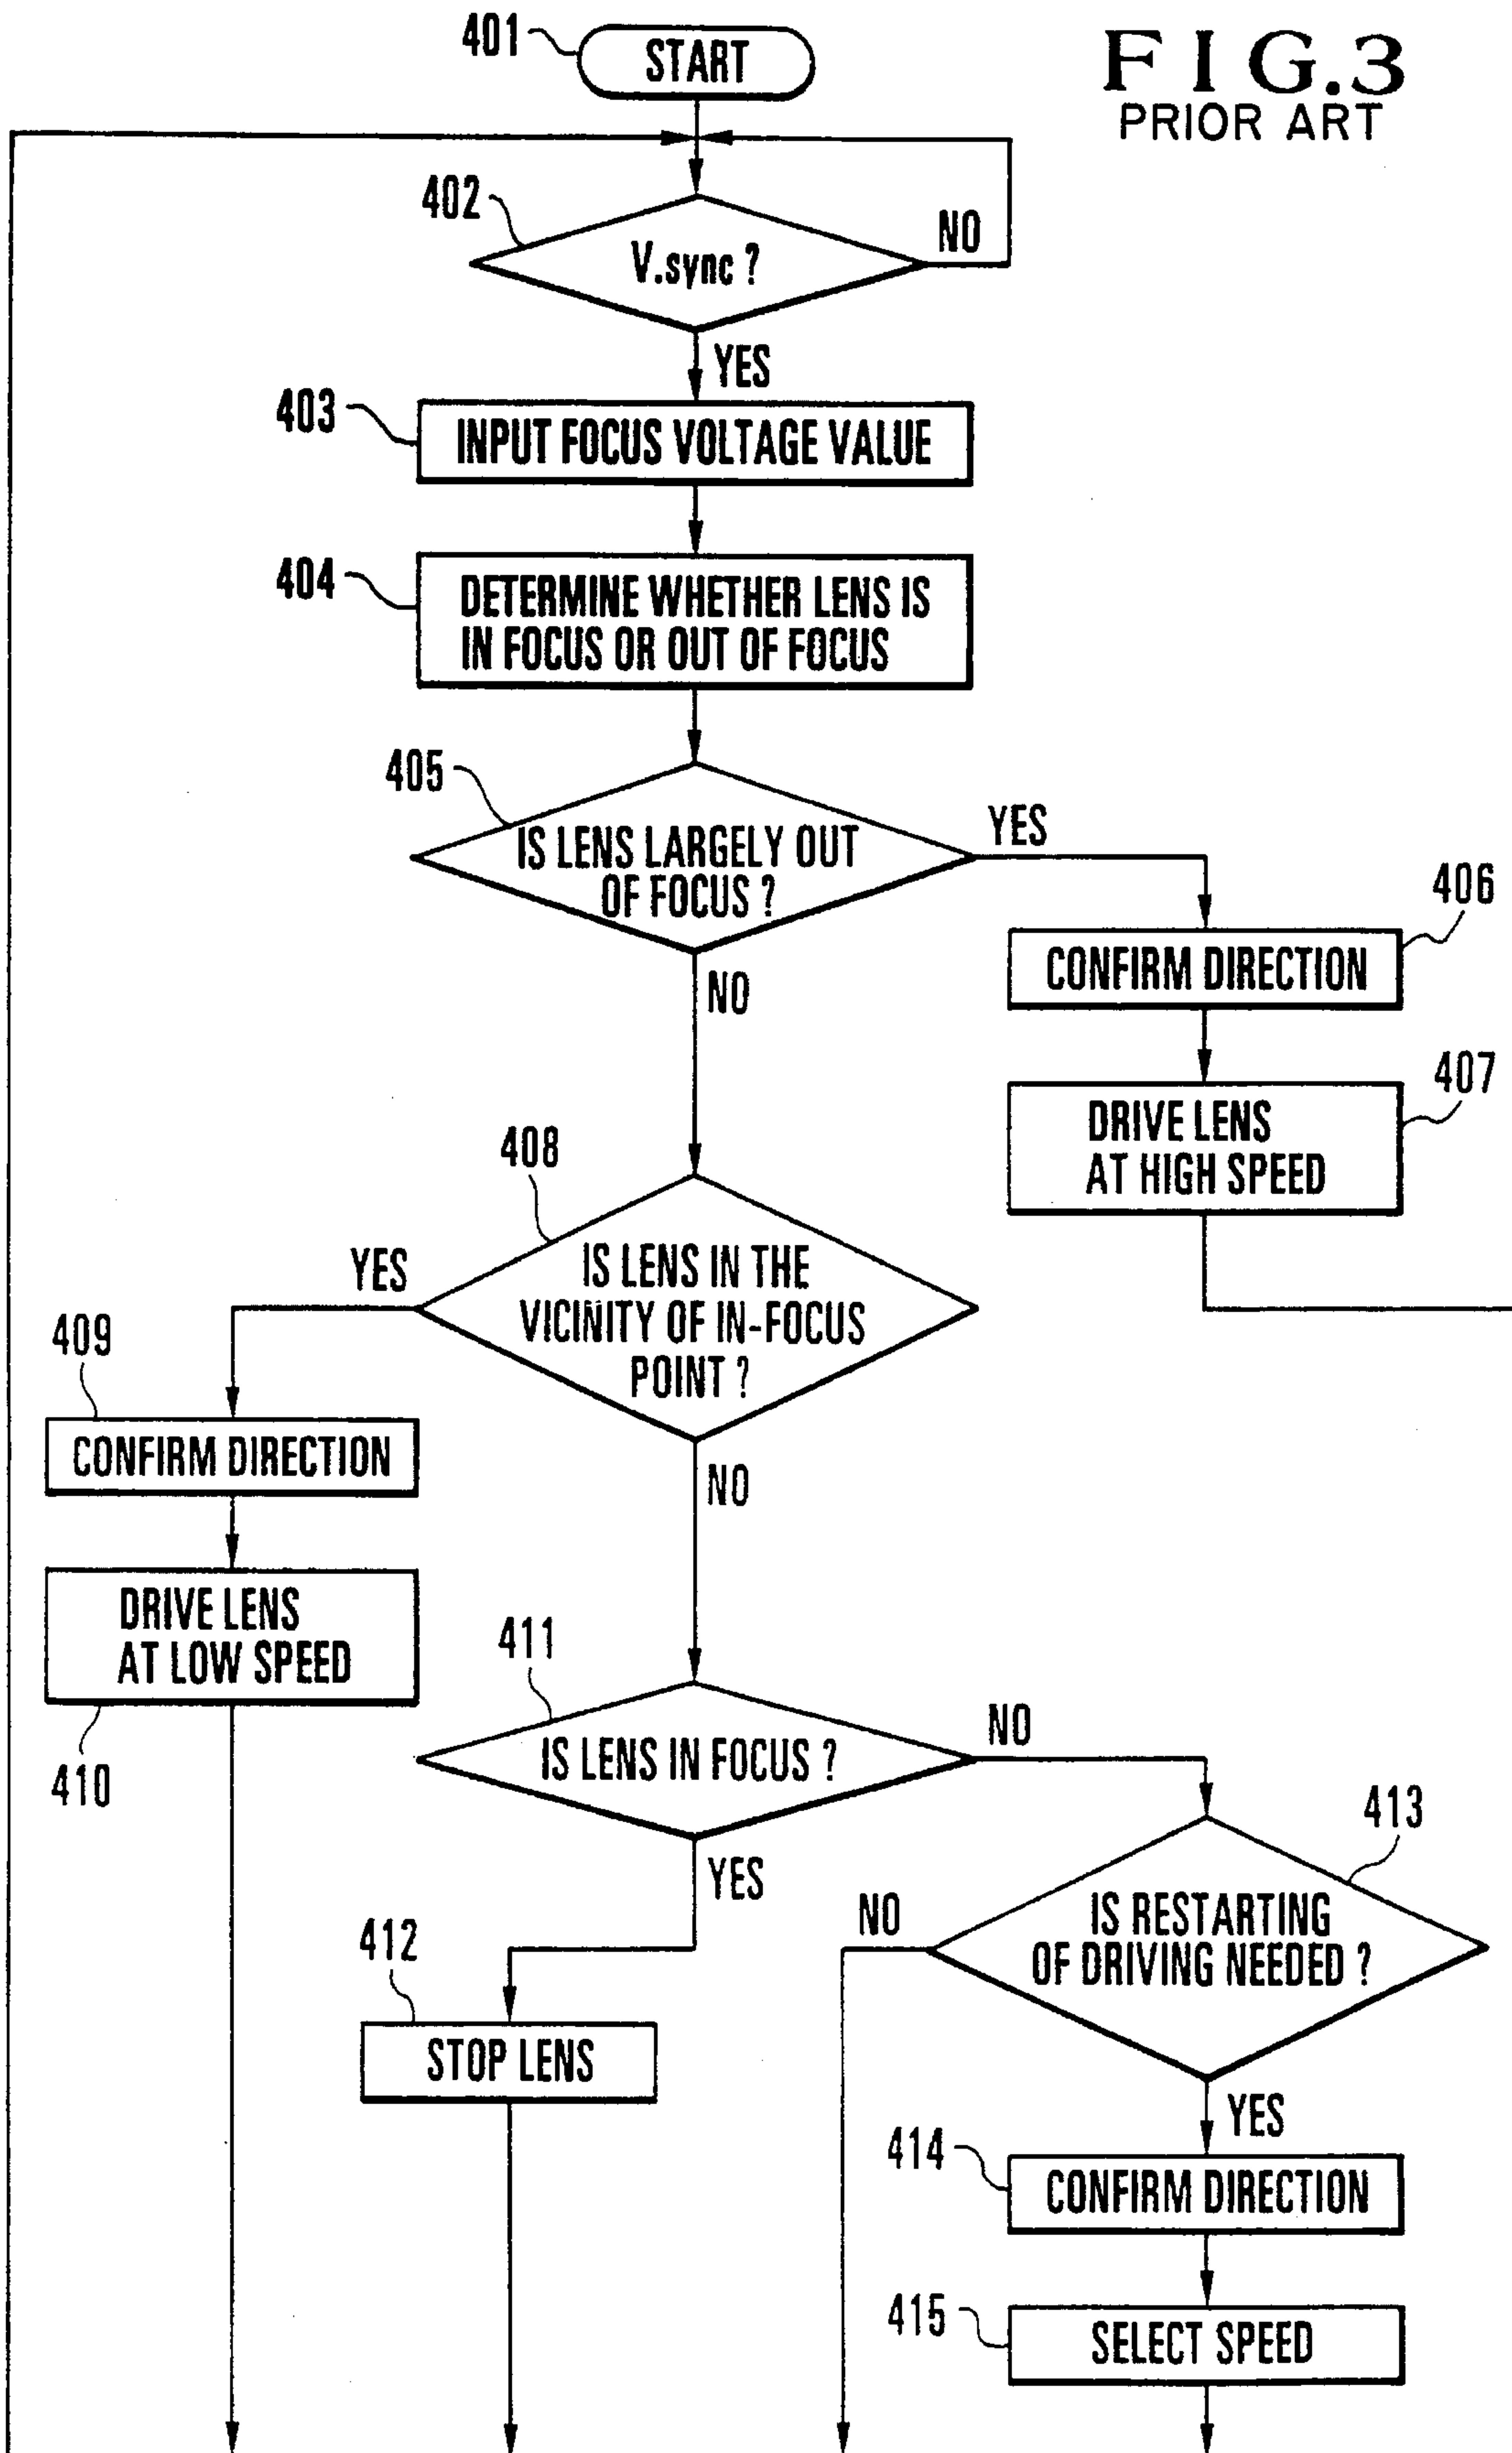 FIG.3
PRIOR ART
401
START
402
V.sync ?
NO
YES
403
INPUT FOCUS VOLTAGE VALUE
404
DETERMINE WHETHER LENS IS
IN FOCUS OR OUT OF FOCUS
405
IS LENS LARGELY OUT
OF FOCUS ?
YES
NO
406
CONFIRM DIRECTION
407
DRIVE LENS
AT HIGH SPEED
408
IS LENS IN THE
VICINITY OF IN-FOCUS
POINT ?
YES
NO
409
CONFIRM DIRECTION
DRIVE LENS
AT LOW SPEED
410
411
IS LENS IN FOCUS ?
NO
YES
412
STOP LENS
413
IS RESTARTING
OF DRIVING NEEDED ?
NO
YES
414
CONFIRM DIRECTION
415
SELECT SPEED